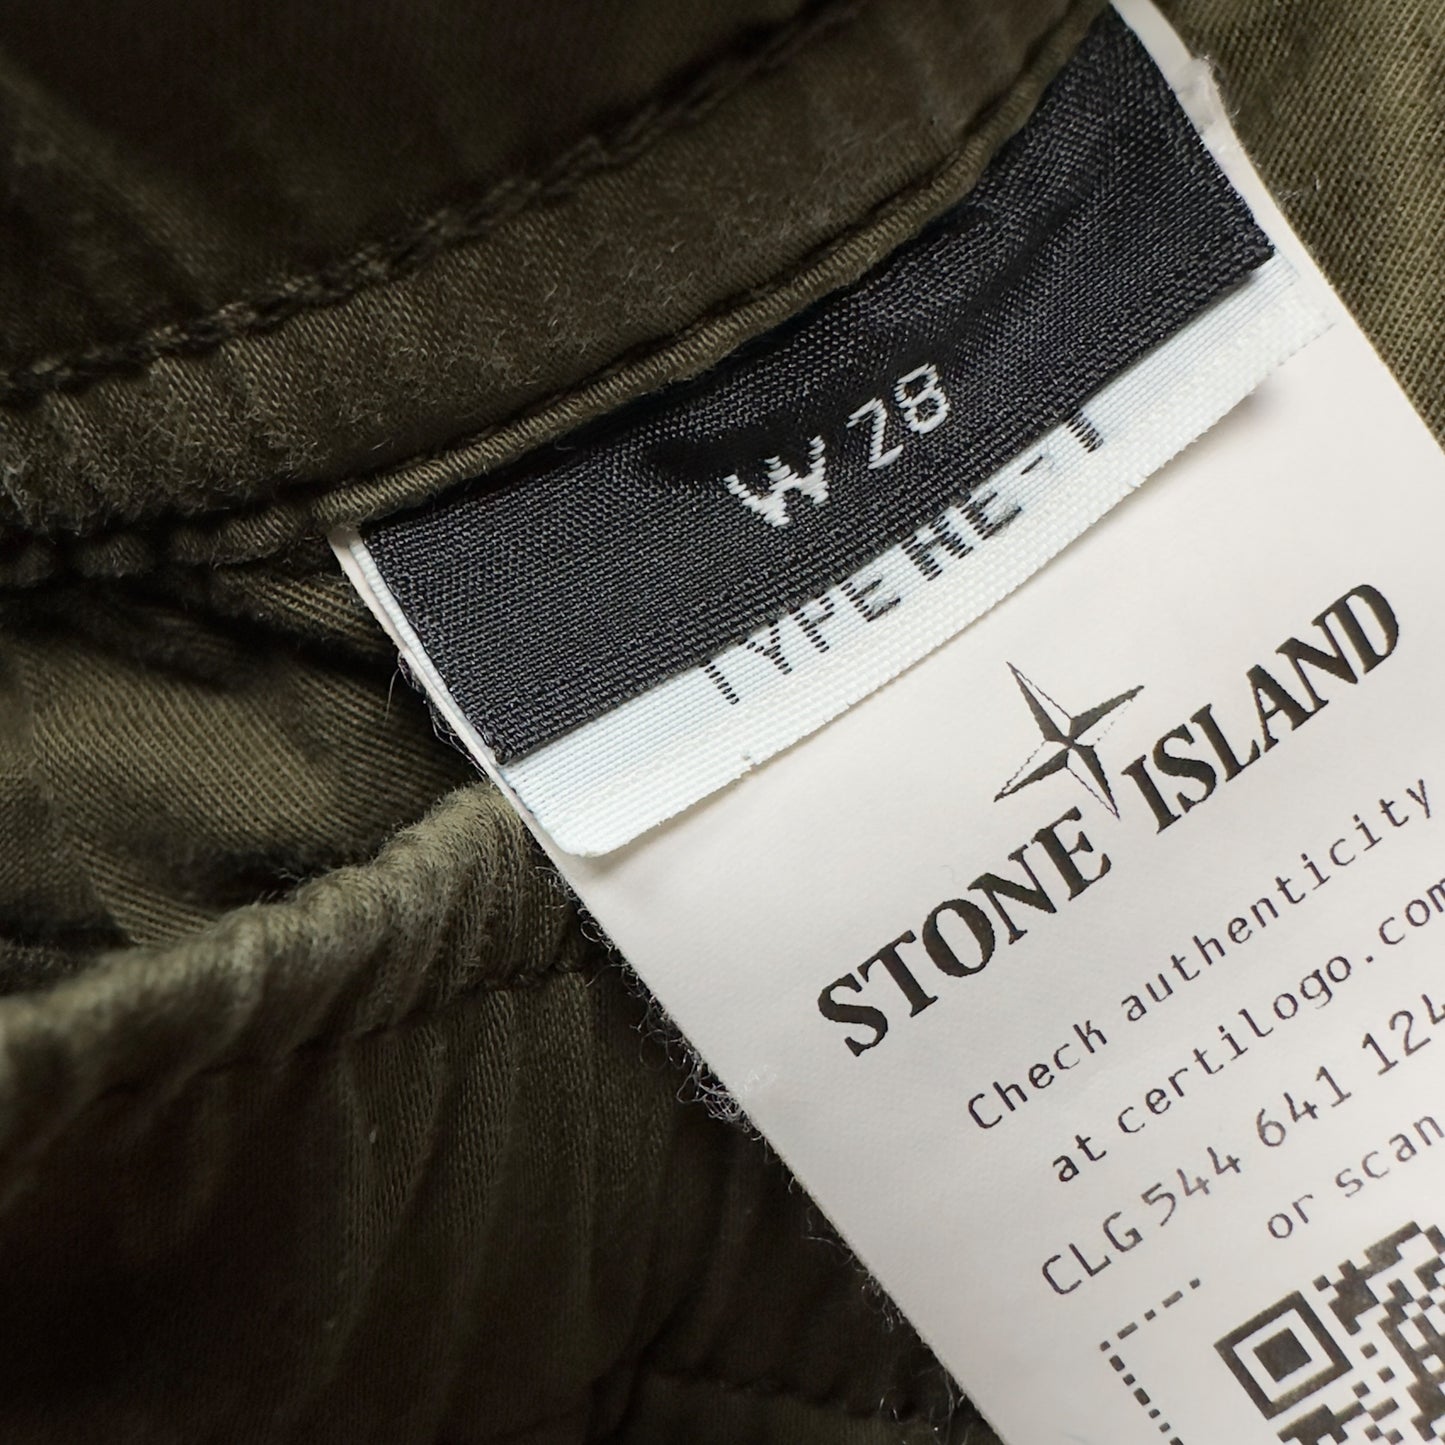 W 28
TYPE RE-T
STONE ISLAND
Check authenticity
at certilogo.com
CLG 544 641 124
or scan